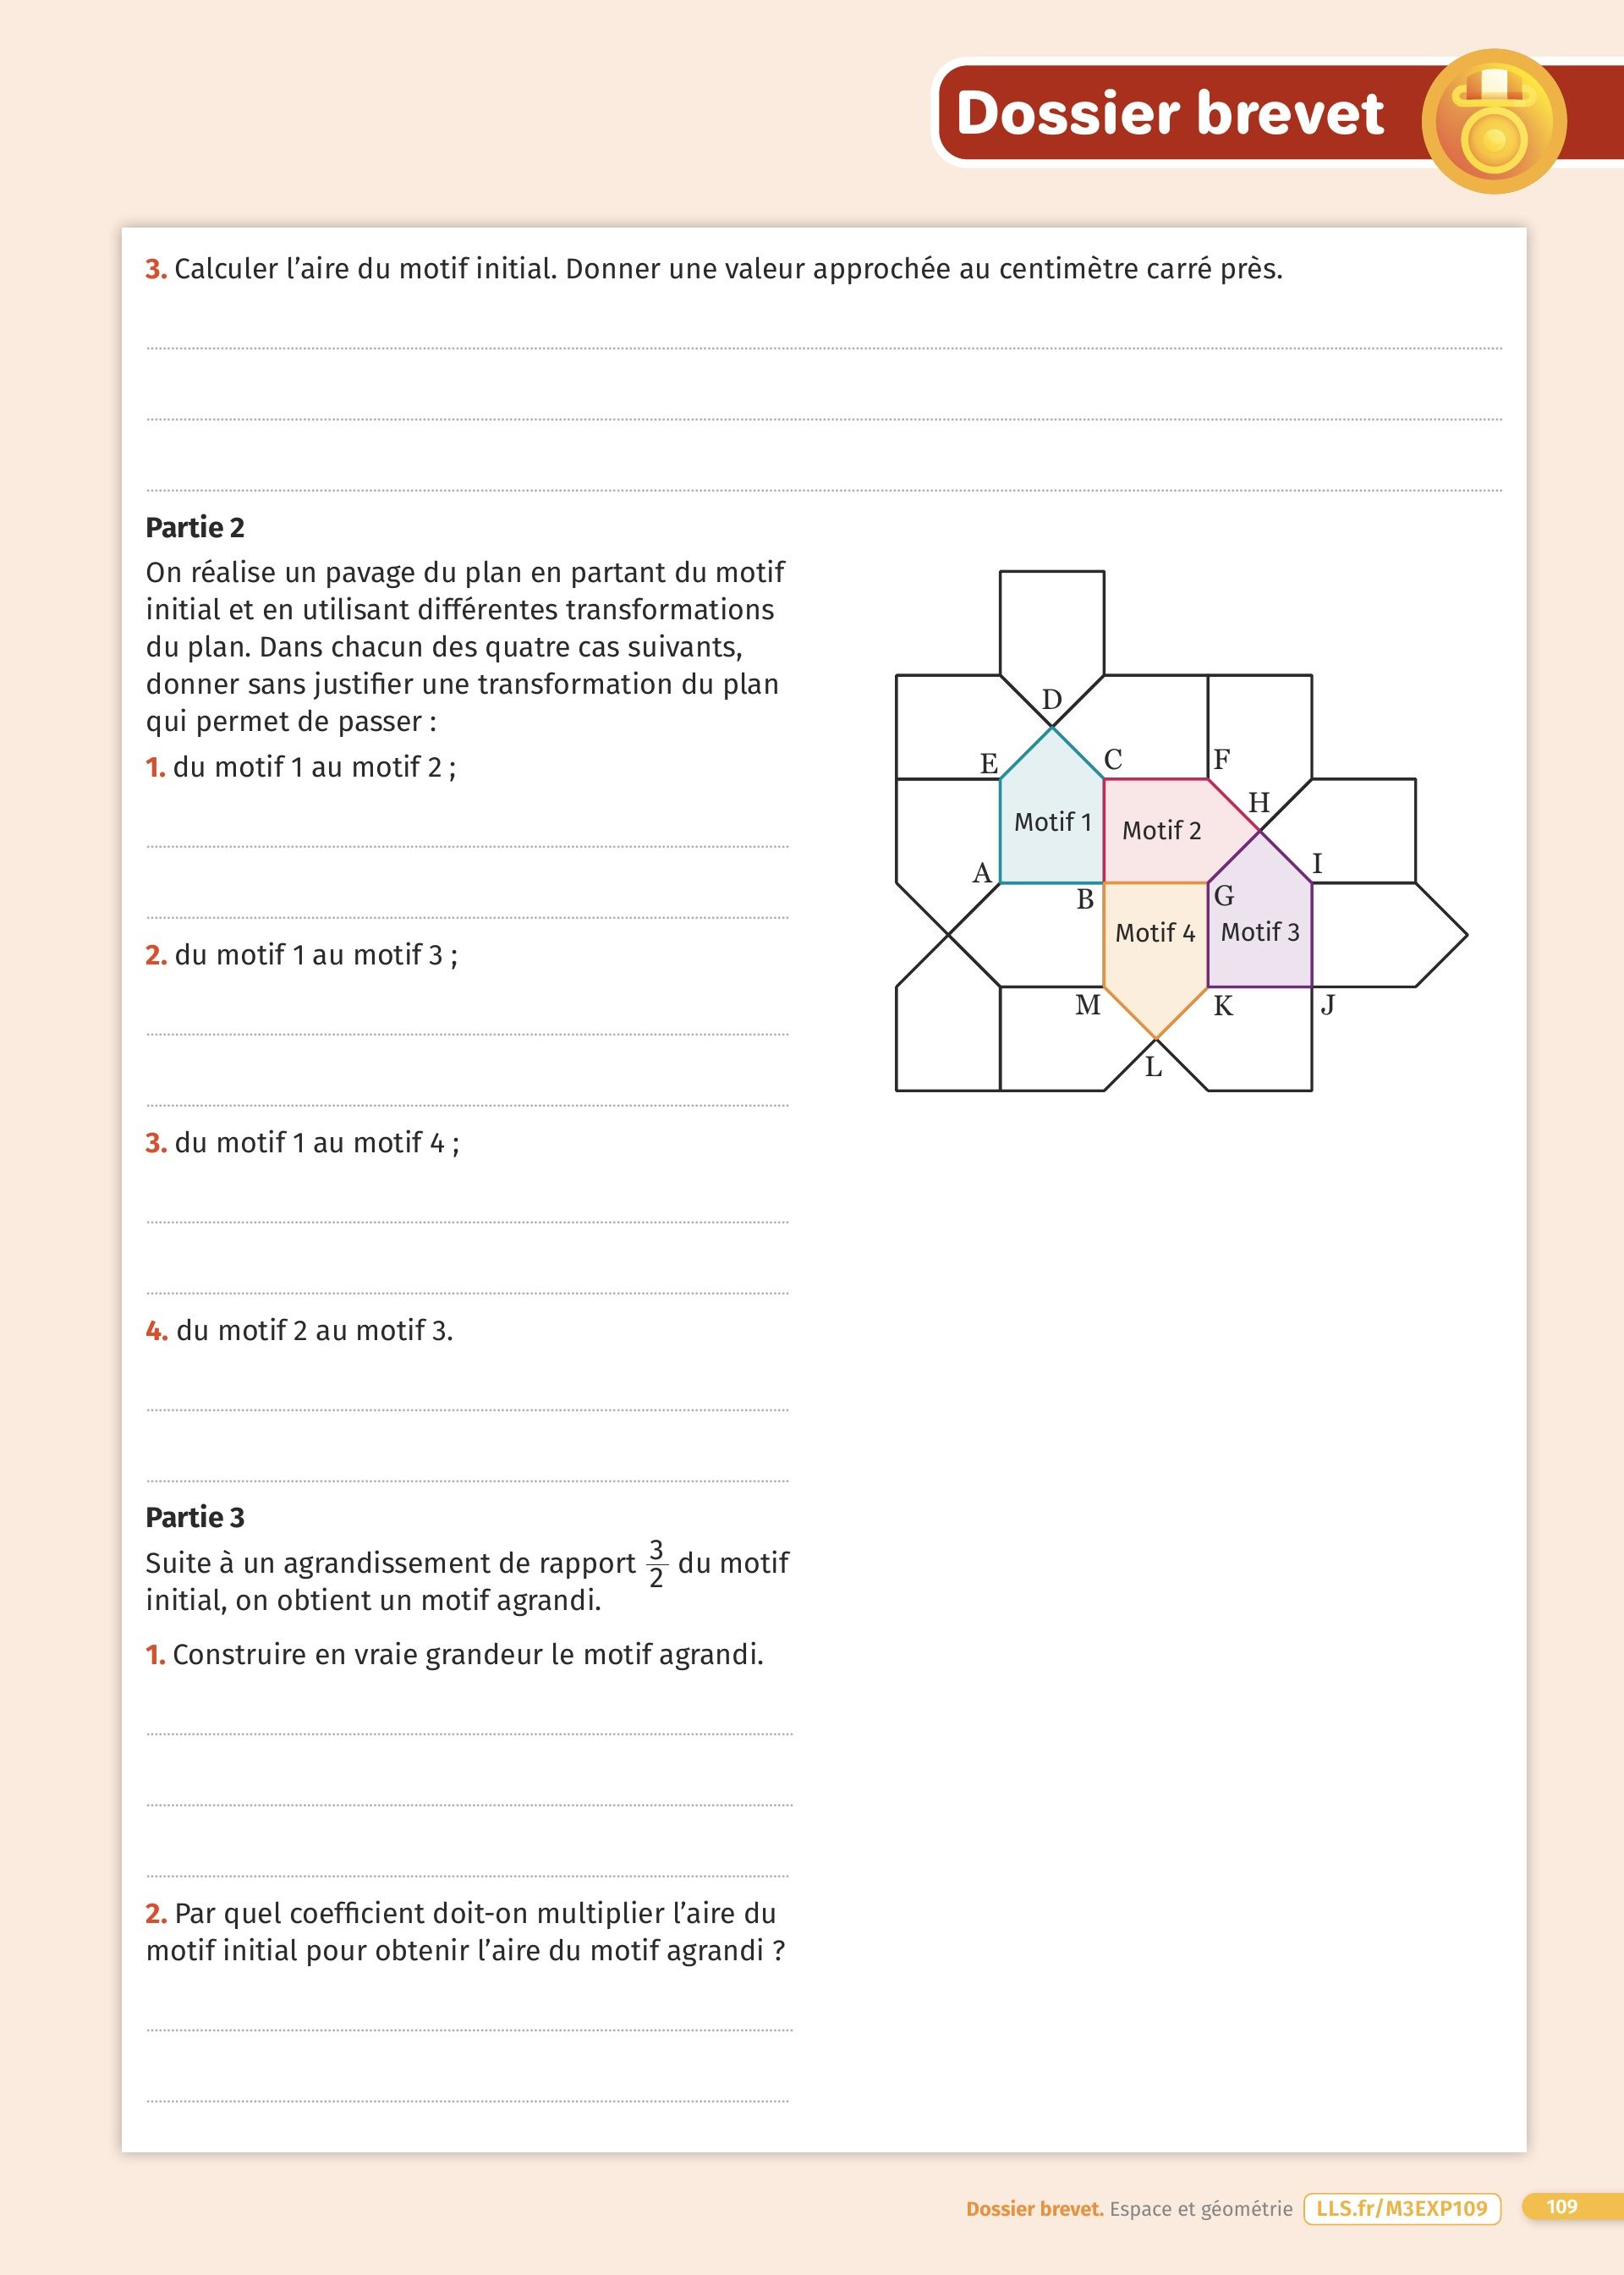 Dossier brevet
3. Calculer l’aire du motif initial. Donner une valeur approchée au centimètre carré près.
Partie 2
On réalise un pavage du plan en partant du motif
initial et en utilisant différentes transformations
du plan. Dans chacun des quatre cas suivants,
donner sans justifier une transformation du plan
qui permet de passer :
1. du motif 1 au motif 2 ;
2. du motif 1 au motif 3 ;
3. du motif 1 au motif 4 ;
4. du motif 2 au motif 3.
D
E
C
F
H
Motif 1
Motif 2
A
B
G
I
Motif 4
Motif 3
M
K
J
L
Partie 3
Suite à un agrandissement de rapport 3/2 du motif
initial, on obtient un motif agrandi.
1. Construire en vraie grandeur le motif agrandi.
2. Par quel coefficient doit-on multiplier l’aire du
motif initial pour obtenir l’aire du motif agrandi ?
Dossier brevet. Espace et géométrie LLS.fr/M3EXP109 109